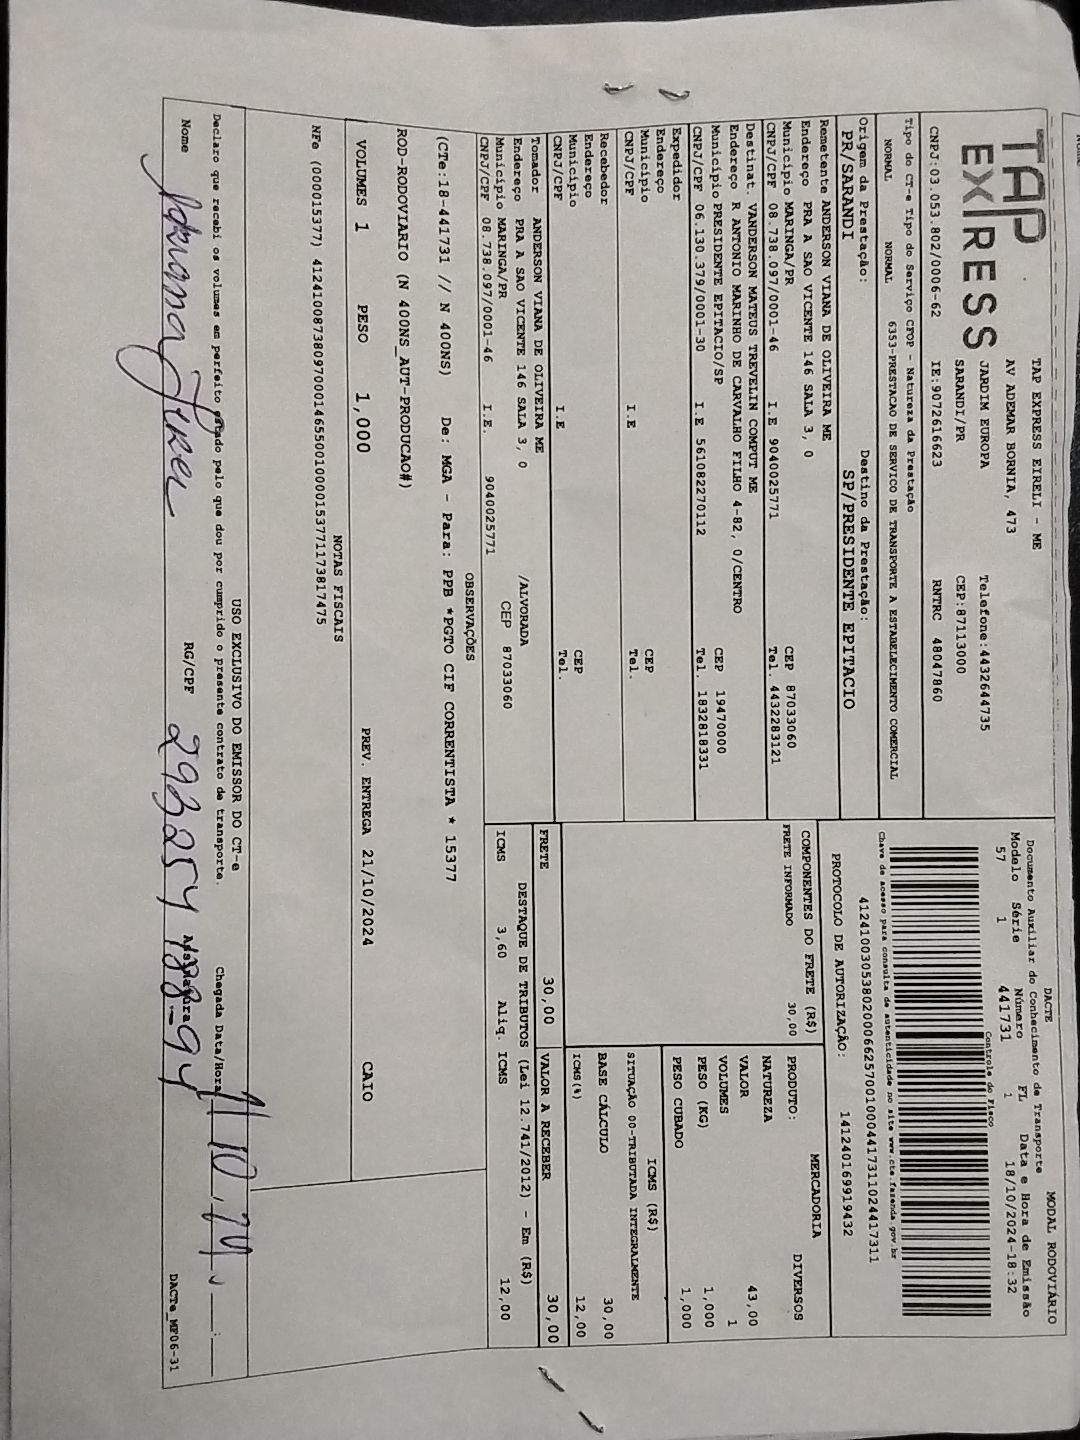 TAP EXPRESS
TAP EXPRESS EIRELI - ME
AV ADEMAR BORNIA, 473
JARDIM EUROPA Telefone:4432644735
SARANDI/PR CEP:87113000
CNPJ:03.053.802/0006-62 IE:9072616623 RNTRC 48047860
Tipo do CT-e Tipo do Serviço CFOP - Natureza da Prestação
NORMAL NORMAL 6353-PRESTACAO DE SERVICO DE TRANSPORTE A ESTABELECIMENTO COMERCIAL
Origem da Prestação: Destino da Prestação:
PR/SARANDI SP/PRESIDENTE EPITACIO
DACTE MODAL RODOVIÁRIO
Documento Auxiliar do Conhecimento de Transporte
Modelo Série Número FL Data e Hora de Emissão
57 1 441731 1 18/10/2024-18:32
Controle do Fisco
Chave de acesso para consulta de autenticidade no site www.cte.fazenda.gov.br
41241003053802000662570010004417311024417311
PROTOCOLO DE AUTORIZAÇÃO: 141240169919432
Remetente ANDERSON VIANA DE OLIVEIRA ME
Endereço PRA A SAO VICENTE 146 SALA 3, 0
Município MARINGA/PR CEP 87033060
CNPJ/CPF 08.738.097/0001-46 I.E 9040025771 Tel. 4432283121
Destinat. VANDERSON MATEUS TREVELIN COMPUT ME
Endereço R ANTONIO MARINHO DE CARVALHO FILHO 4-82, 0/CENTRO
Município PRESIDENTE EPITACIO/SP CEP 19470000
CNPJ/CPF 06.130.379/0001-30 I.E 561082270112 Tel. 1832818331
Expedidor
Endereço
Município CEP
CNPJ/CPF I.E Tel.
Recebedor
Endereço
Município CEP
CNPJ/CPF I.E Tel.
Tomador ANDERSON VIANA DE OLIVEIRA ME
Endereço PRA A SAO VICENTE 146 SALA 3, 0 /ALVORADA
Município MARINGA/PR CEP 87033060
CNPJ/CPF 08.738.097/0001-46 I.E. 9040025771
COMPONENTES DO FRETE (R$)
FRETE INFORMADO 30,00
MERCADORIA
PRODUTO: DIVERSOS
NATUREZA
VALOR 43,00
VOLUMES 1
PESO (KG) 1,000
PESO CUBADO 1,000
ICMS (R$)
SITUAÇÃO 00-TRIBUTADA INTEGRALMENTE
BASE CÁLCULO 30,00
ICMS(%) 12,00
FRETE 30,00 VALOR A RECEBER 30,00
DESTAQUE DE TRIBUTOS (Lei 12.741/2012) - Em (R$)
ICMS 3,60 Aliq. ICMS 12,00
OBSERVAÇÕES
(CTe:18-441731 // N 400NS) De: MGA - Para: PPB *PGTO CIF CORRENTISTA * 15377
ROD-RODOVIARIO (N 400NS_AUT-PRODUCAO#)
VOLUMES 1 PESO 1,000 PREV. ENTREGA 21/10/2024 CAIO
NOTAS FISCAIS
NFe (000015377) 41241008738097000146550010000153771173817475
USO EXCLUSIVO DO EMISSOR DO CT-e
Declaro que recebi os volumes em perfeito estado pelo que dou por cumprido o presente contrato de transporte.
Chegada Data/Hora
Nome RG/CPF Assinatura
DACTe_MF06-31